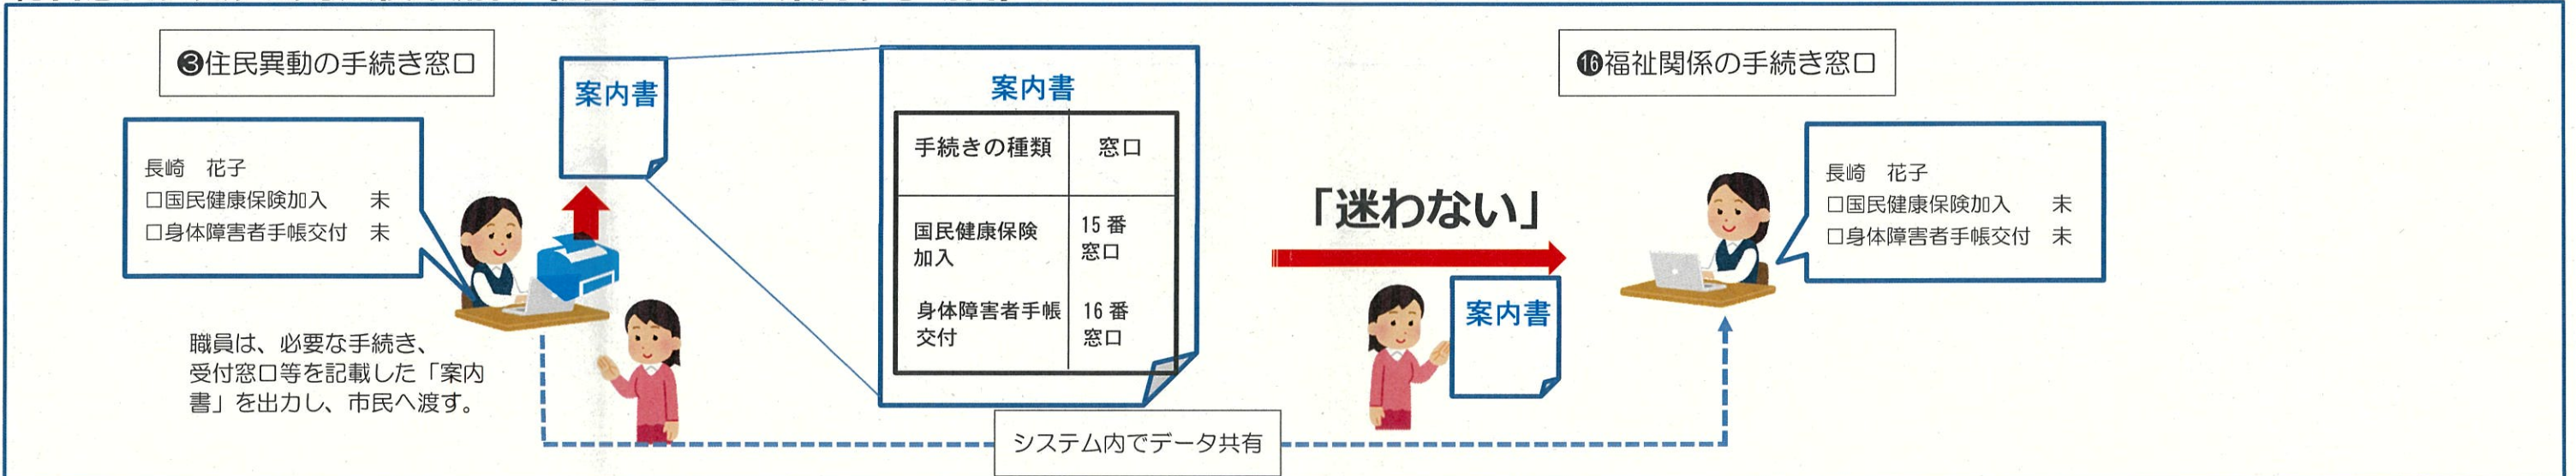 ❸住民異動の手続き窓口
案内書
長崎　花子
□国民健康保険加入　未
□身体障害者手帳交付　未
職員は、必要な手続き、
受付窓口等を記載した「案内
書」を出力し、市民へ渡す。
案内書
手続きの種類　窓口
国民健康保険　15番
加入　窓口
身体障害者手帳　16番
交付　窓口
「迷わない」
案内書
⓰福祉関係の手続き窓口
長崎　花子
□国民健康保険加入　未
□身体障害者手帳交付　未
システム内でデータ共有